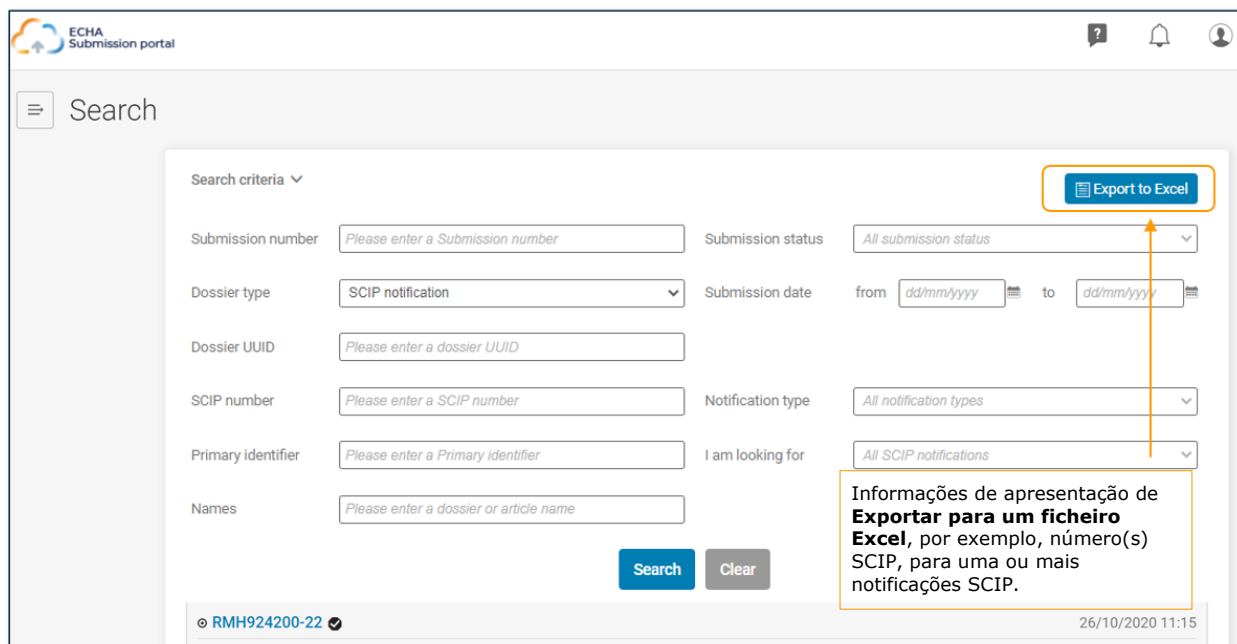 ECHA
Submission portal
?
Search
Search criteria
Export to Excel
Submission number Please enter a Submission number Submission status All submission status
Dossier type SCIP notification Submission date from dd/mm/yyyy to dd/mm/yyyy
Dossier UUID Please enter a dossier UUID
SCIP number Please enter a SCIP number Notification type All notification types
Primary identifier Please enter a Primary identifier I am looking for All SCIP notifications
Names Please enter a dossier or article name
Informações de apresentação de
Exportar para um ficheiro
Excel, por exemplo, número(s)
SCIP, para uma ou mais
notificações SCIP.
Search Clear
RMH924200-22 26/10/2020 11:15